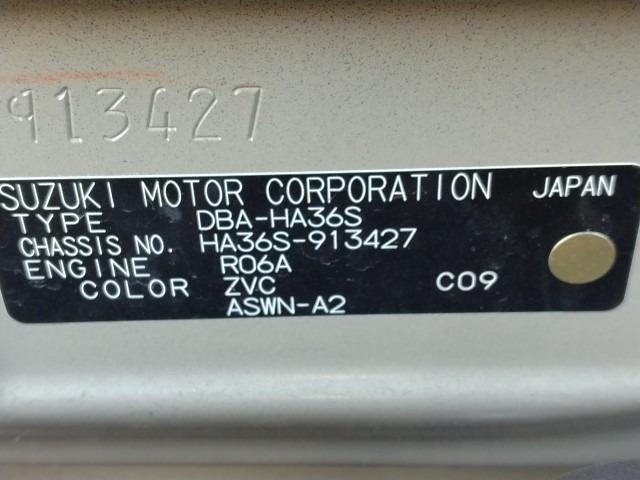 913427
SUZUKI MOTOR CORPORATION JAPAN
TYPE DBA-HA36S
CHASSIS NO. HA36S-913427
ENGINE R06A
COLOR ZVC C09
ASWN-A2